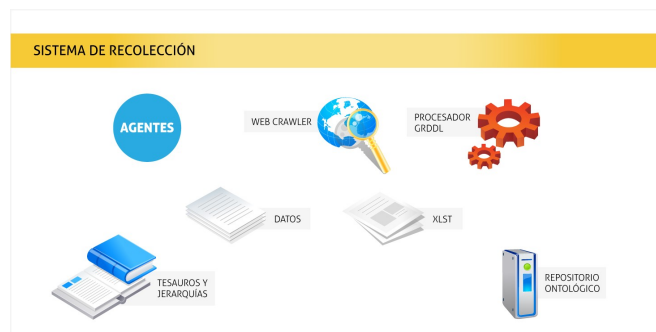 SISTEMA DE RECOLECCIÓN
AGENTES
WEB CRAWLER
PROCESADOR
GRDDL
DATOS
XLST
TESAUROS Y
JERARQUÍAS
REPOSITORIO
ONTOLÓGICO